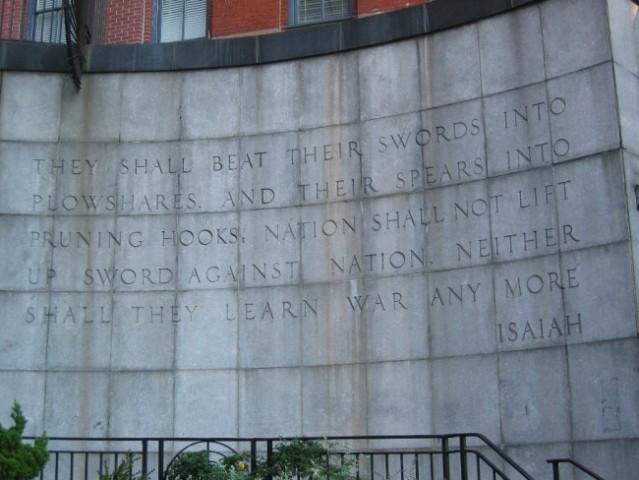 THEY SHALL BEAT THEIR SWORDS INTO
PLOWSHARES. AND THEIR SPEARS INTO
PRUNING HOOKS. NATION SHALL NOT LIFT
UP SWORD AGAINST NATION. NEITHER
SHALL THEY LEARN WAR ANY MORE
ISAIAH